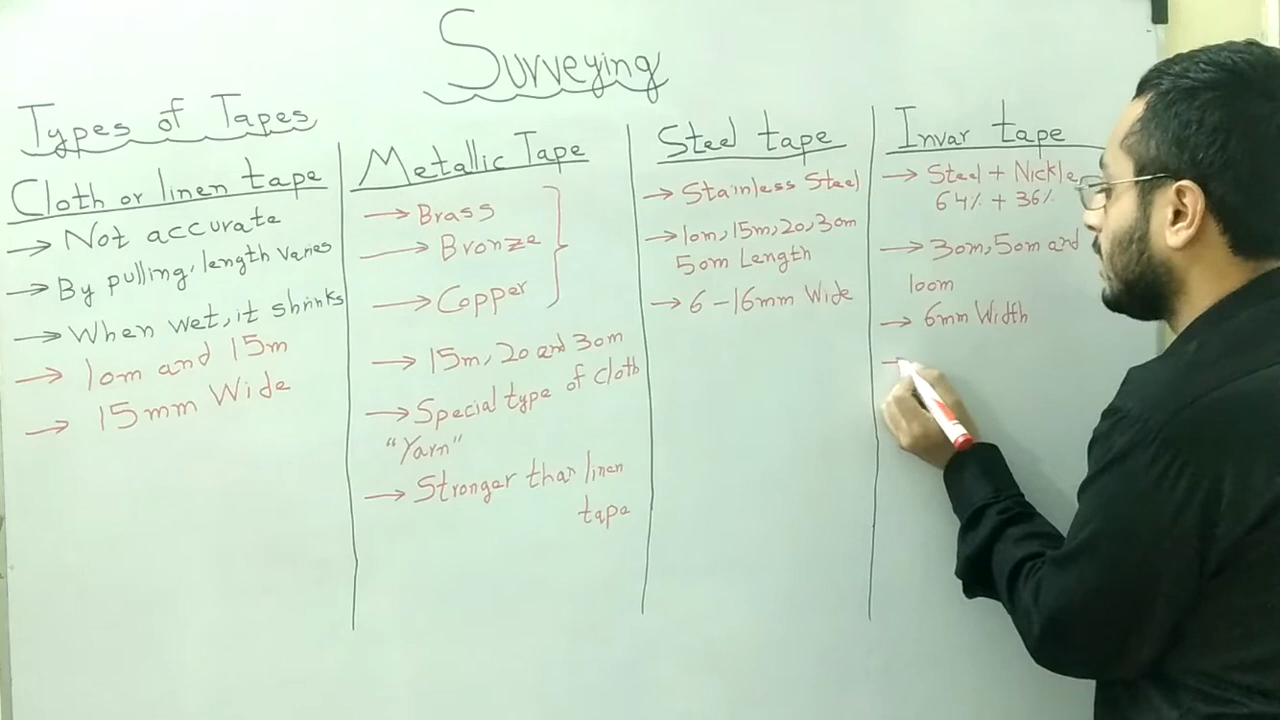 Surveying
Types of Tapes
Cloth or linen tape
→ Not accurate
→ By pulling, length varies
→ When wet, it shrinks
→ 10m and 15m
→ 15mm Wide
Metallic Tape
→ Brass
→ Bronze
→ Copper
→ 15m, 20 and 30m
→ Special type of cloth
"Yarn"
→ Stronger than linen
tape
Steel tape
→ Stainless Steel
→ 10m, 15m, 20, 30m
50m Length
→ 6-16mm Wide
Invar tape
→ Steel + Nickle
64% + 36%
→ 30m, 50m and
100m
→ 6mm Width
→